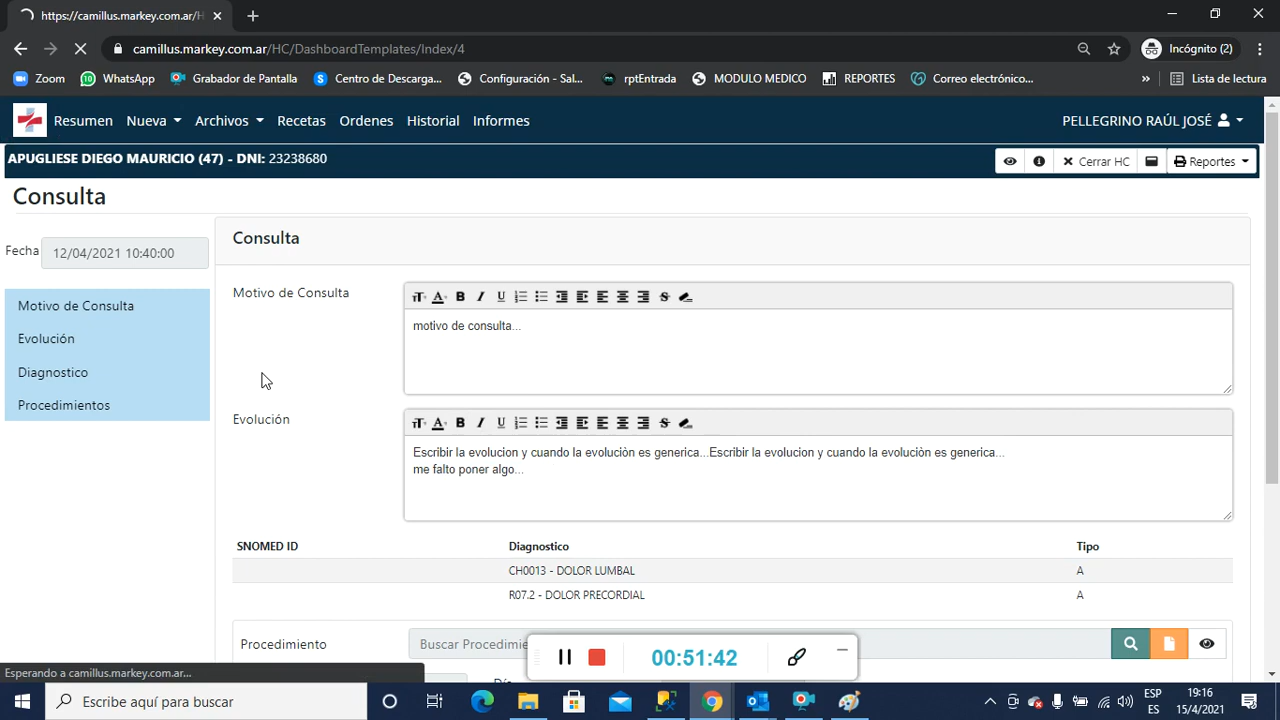 https://camillus.markey.com.ar/H
camillus.markey.com.ar/HC/DashboardTemplates/Index/4
Incógnito (2)
Zoom
WhatsApp
Grabador de Pantalla
Centro de Descarga...
Configuración - Sal...
rptEntrada
MODULO MEDICO
REPORTES
Correo electrónico...
»
Lista de lectura
Resumen
Nueva
Archivos
Recetas
Ordenes
Historial
Informes
PELLEGRINO RAÚL JOSÉ
APUGLIESE DIEGO MAURICIO (47) - DNI: 23238680
Cerrar HC
Reportes
Consulta
Fecha
12/04/2021 10:40:00
Motivo de Consulta
Evolución
Diagnostico
Procedimientos
Consulta
Motivo de Consulta
motivo de consulta...
Evolución
Escribir la evolucion y cuando la evoluciòn es generica...Escribir la evolucion y cuando la evoluciòn es generica...
me falto poner algo...
SNOMED ID
Diagnostico
Tipo
CH0013 - DOLOR LUMBAL
A
R07.2 - DOLOR PRECORDIAL
A
Procedimiento
Buscar Procedimie
00:51:42
Esperando a camillus.markey.com.ar...
Escribe aquí para buscar
ESP
ES
19:16
15/4/2021